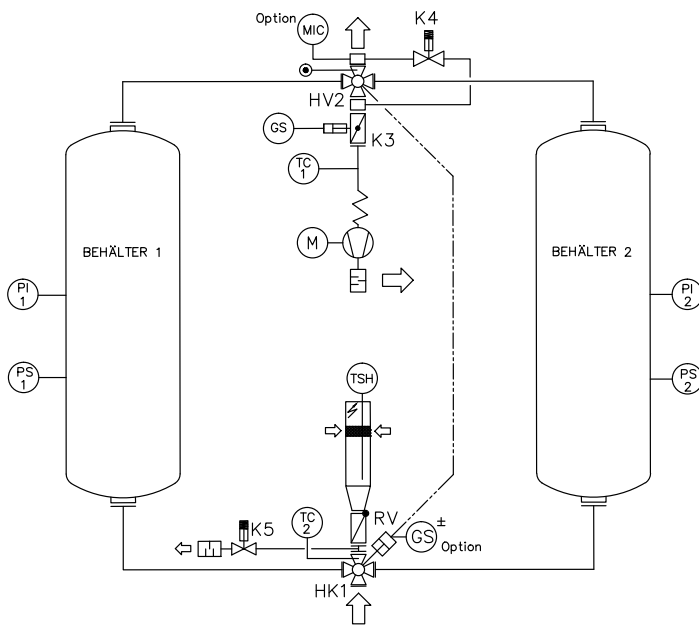 Option
MIC
K4
HV2
GS
K3
TC
1
M
BEHÄLTER 1
BEHÄLTER 2
PI
1
PI
2
PS
1
PS
2
TSH
K5
TC
2
RV
GS
±
Option
HK1